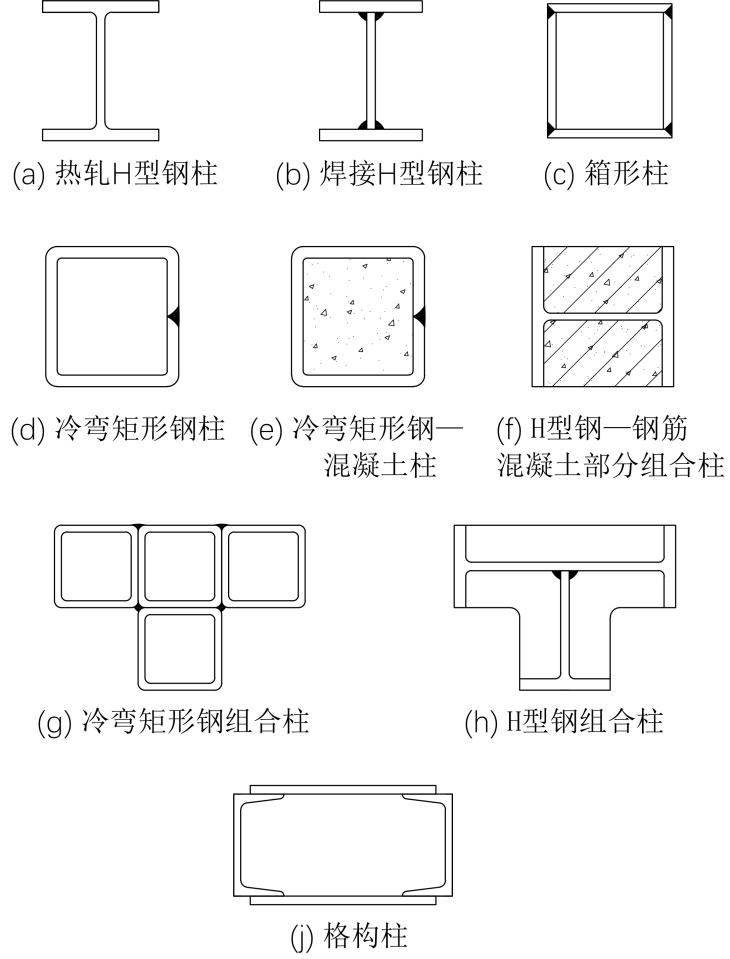 (a) 热轧H型钢柱
(b) 焊接H型钢柱
(c) 箱形柱
(d) 冷弯矩形钢柱
(e) 冷弯矩形钢—
混凝土柱
(f) H型钢—钢筋
混凝土部分组合柱
(g) 冷弯矩形钢组合柱
(h) H型钢组合柱
(j) 格构柱